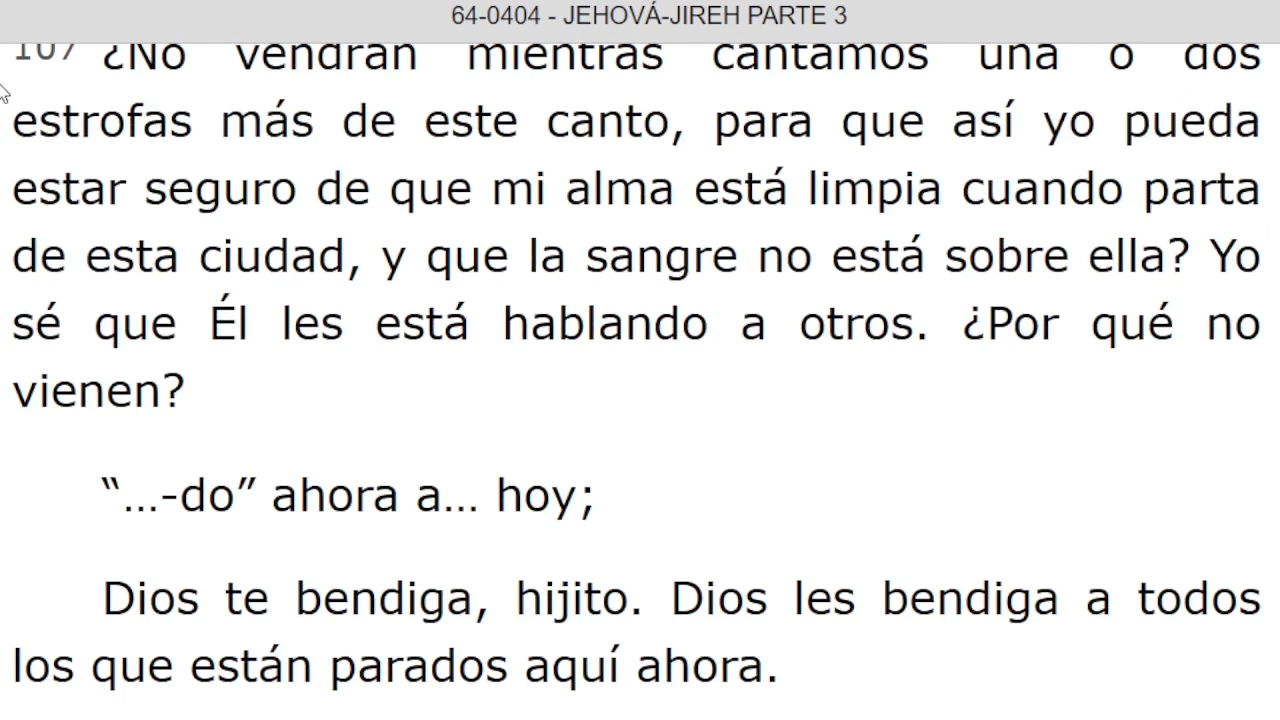 64-0404 - JEHOVÁ-JIREH PARTE 3
107 ¿No vendrán mientras cantamos una o dos
estrofas más de este canto, para que así yo pueda
estar seguro de que mi alma está limpia cuando parta
de esta ciudad, y que la sangre no está sobre ella? Yo
sé que Él les está hablando a otros. ¿Por qué no
vienen?
“…-do” ahora a… hoy;
Dios te bendiga, hijito. Dios les bendiga a todos
los que están parados aquí ahora.